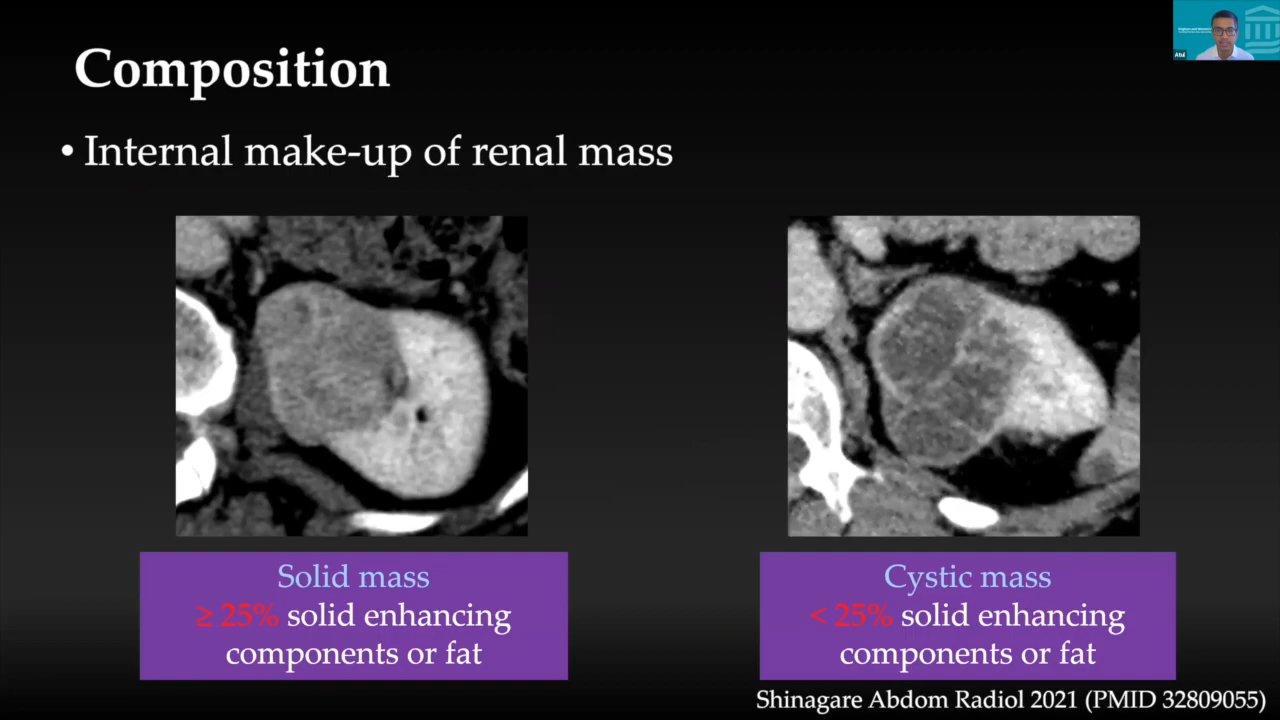 Composition
• Internal make-up of renal mass
Solid mass
≥ 25% solid enhancing
components or fat
Cystic mass
< 25% solid enhancing
components or fat
Shinagare Abdom Radiol 2021 (PMID 32809055)
Atul